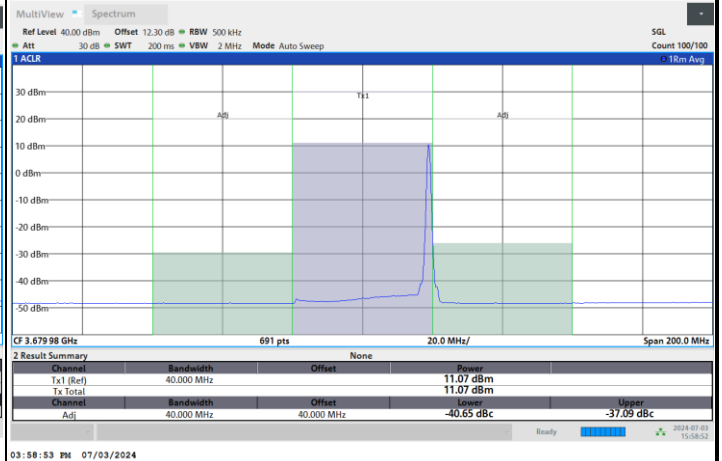 MultiView Spectrum
Ref Level 40.00 dBm Offset 12.30 dB RBW 500 kHz SGL
Att 30 dB SWT 200 ms VBW 2 MHz Mode Auto Sweep Count 100/100
1 ACLR 1Rm Avg
30 dBm
Tx1
20 dBm
Adj Adj
10 dBm
0 dBm
-10 dBm
-20 dBm
-30 dBm
-40 dBm
-50 dBm
CF 3.67998 GHz 691 pts 20.0 MHz/ Span 200.0 MHz
2 Result Summary None
Channel Bandwidth Offset Power
Tx1 (Ref) 40.000 MHz 11.07 dBm
Tx Total 11.07 dBm
Channel Bandwidth Offset Lower Upper
Adj 40.000 MHz 40.000 MHz -40.65 dBc -37.09 dBc
Ready 2024-07-03
15:58:52
03:58:53 PM 07/03/2024